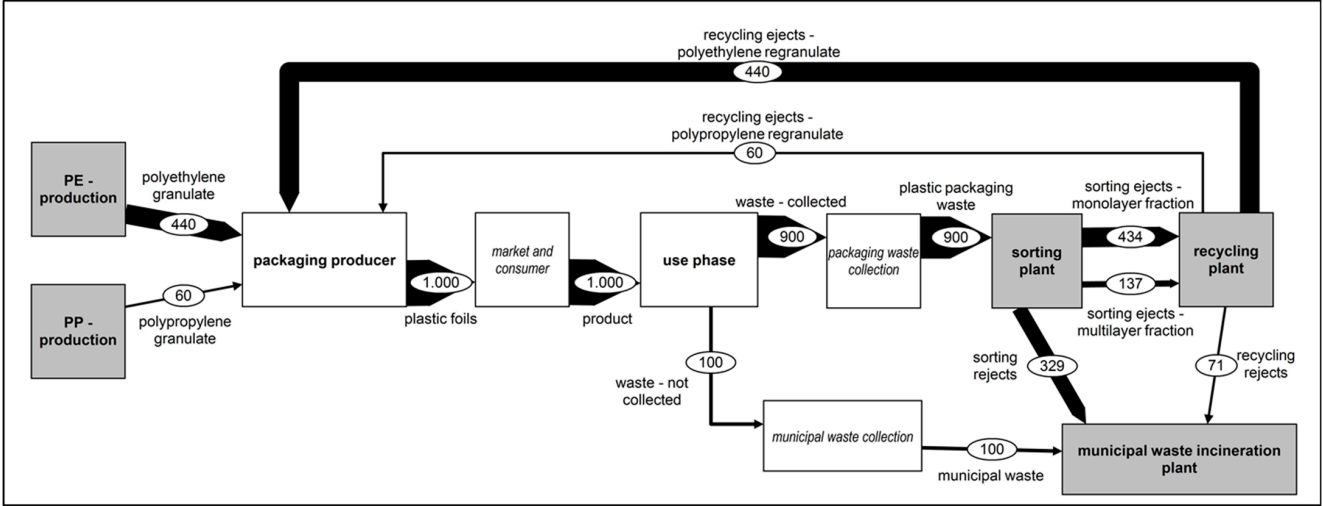 recycling ejects -
polyethylene regranulate
440
recycling ejects -
polypropylene regranulate
60
PE -
production
polyethylene
granulate
440
PP -
production
60
polypropylene
granulate
packaging producer
1.000
plastic foils
market and
consumer
1.000
product
use phase
waste - collected
900
packaging waste
collection
plastic packaging
waste
900
sorting
plant
sorting ejects -
monolayer fraction
434
137
sorting ejects -
multilayer fraction
recycling
plant
100
waste - not
collected
sorting
rejects
329
71
recycling
rejects
municipal waste collection
100
municipal waste
municipal waste incineration
plant